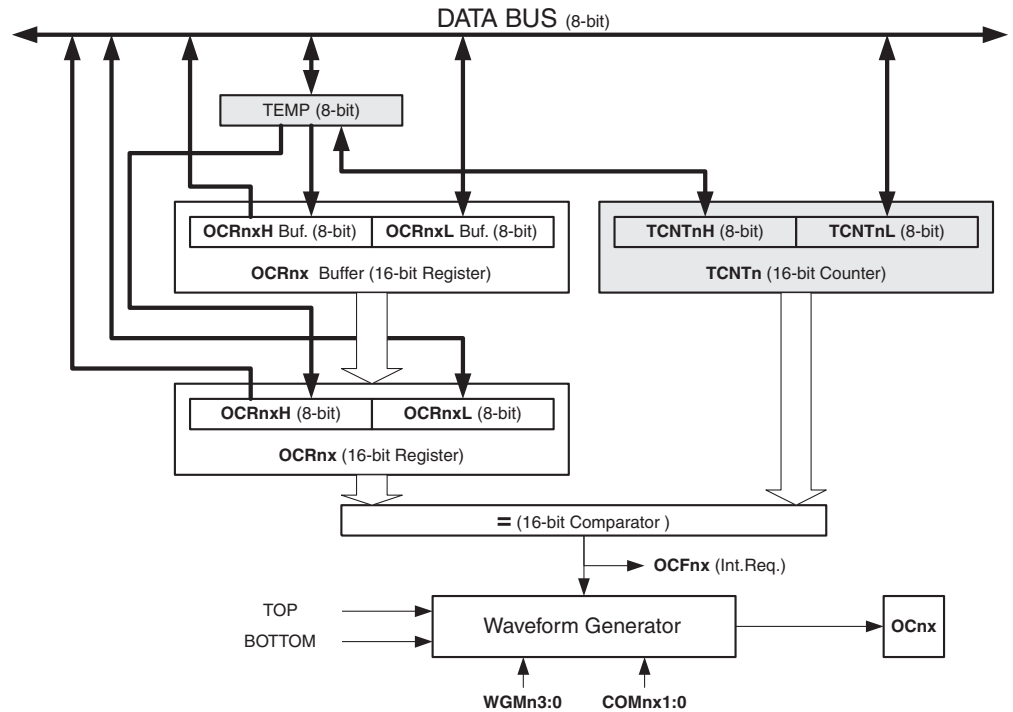 DATA BUS (8-bit)
TEMP (8-bit)
OCRnxH Buf. (8-bit)
OCRnxL Buf. (8-bit)
OCRnx Buffer (16-bit Register)
TCNTnH (8-bit)
TCNTnL (8-bit)
TCNTn (16-bit Counter)
OCRnxH (8-bit)
OCRnxL (8-bit)
OCRnx (16-bit Register)
= (16-bit Comparator )
OCFnx (Int.Req.)
TOP
BOTTOM
Waveform Generator
OCnx
WGMn3:0
COMnx1:0